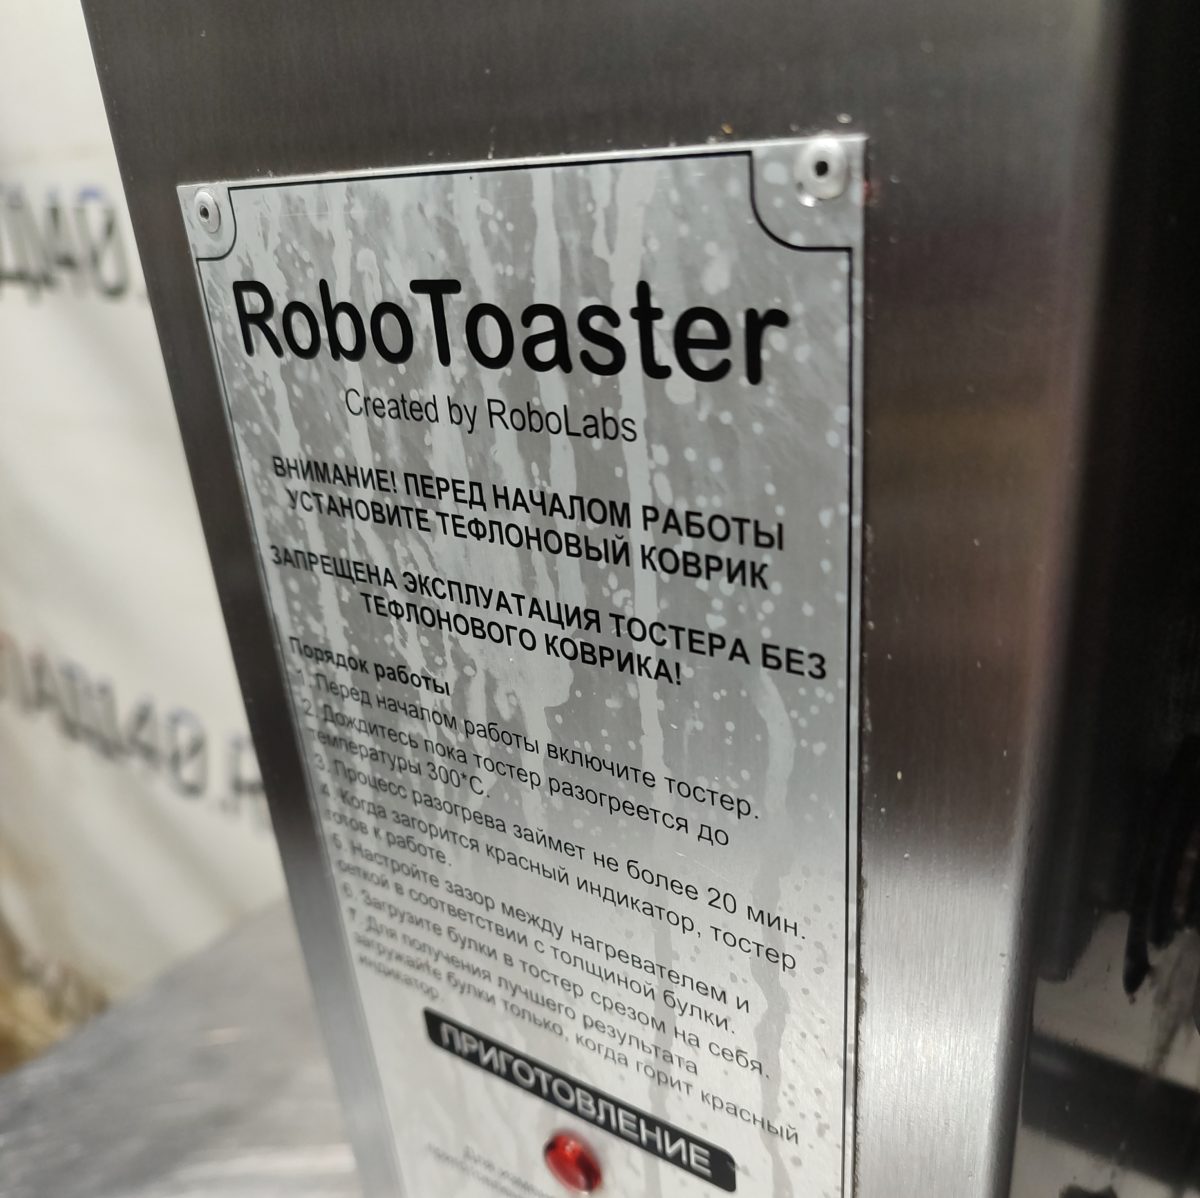 RoboToaster
Created by RoboLabs
ВНИМАНИЕ! ПЕРЕД НАЧАЛОМ РАБОТЫ
УСТАНОВИТЕ ТЕФЛОНОВЫЙ КОВРИК
ЗАПРЕЩЕНА ЭКСПЛУАТАЦИЯ ТОСТЕРА БЕЗ
ТЕФЛОНОВОГО КОВРИКА!
Порядок работы
1. Перед началом работы включите тостер.
2. Дождитесь пока тостер разогреется до
температуры 300*С.
3. Процесс разогрева займет не более 20 мин.
4. Когда загорится красный индикатор, тостер
готов к работе.
5. Настройте зазор между нагревателем и
сеткой в соответствии с толщиной булки.
6. Загрузите булки в тостер срезом на себя.
7. Для получения лучшего результата
загружайте булки только, когда горит красный
индикатор.
ПРИГОТОВЛЕНИЕ